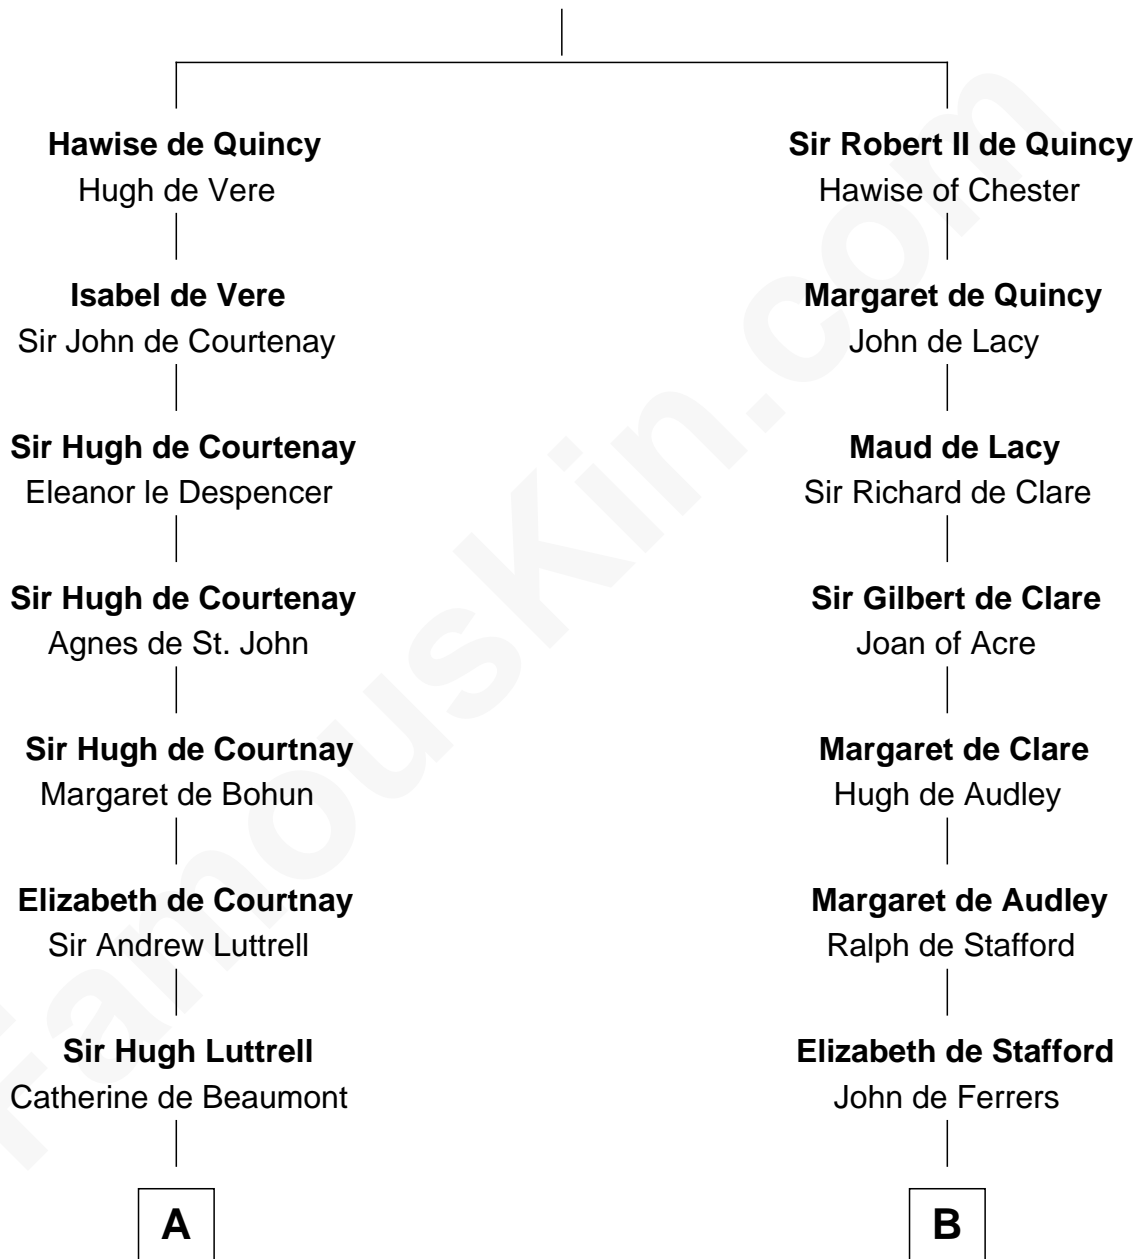 Hawise de Quincy
Hugh de Vere
Sir Robert II de Quincy
Hawise of Chester
Isabel de Vere
Sir John de Courtenay
Margaret de Quincy
John de Lacy
Sir Hugh de Courtenay
Eleanor le Despencer
Maud de Lacy
Sir Richard de Clare
Sir Hugh de Courtenay
Agnes de St. John
Sir Gilbert de Clare
Joan of Acre
Sir Hugh de Courtnay
Margaret de Bohun
Margaret de Clare
Hugh de Audley
Elizabeth de Courtnay
Sir Andrew Luttrell
Margaret de Audley
Ralph de Stafford
Sir Hugh Luttrell
Catherine de Beaumont
Elizabeth de Stafford
John de Ferrers
A
B
FamousKin.com